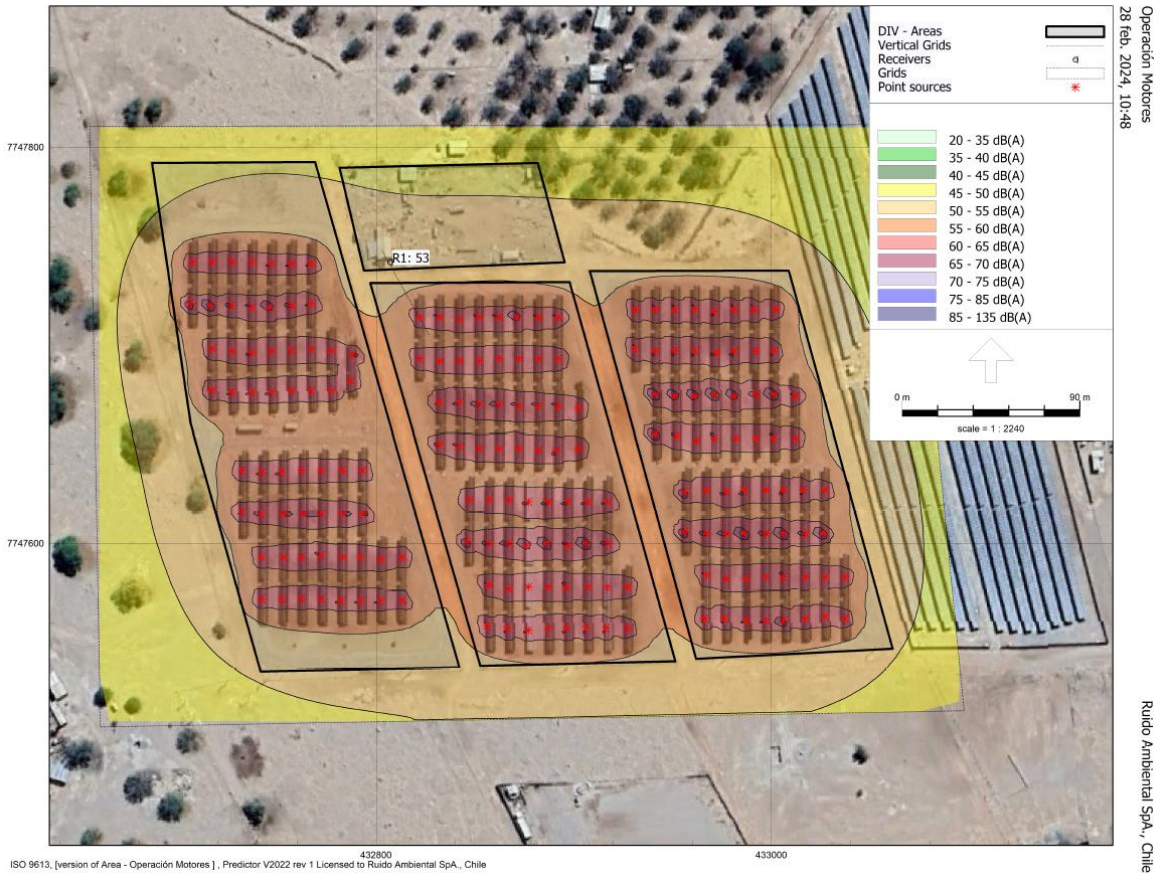 DIV - Areas
Vertical Grids
Receivers
Grids
Point sources
20 - 35 dB(A)
35 - 40 dB(A)
40 - 45 dB(A)
45 - 50 dB(A)
50 - 55 dB(A)
55 - 60 dB(A)
60 - 65 dB(A)
65 - 70 dB(A)
70 - 75 dB(A)
75 - 85 dB(A)
85 - 135 dB(A)
0 m
90 m
scale = 1 : 2240
Operación Motores
28 feb. 2024, 10:48
7747800
R1: 53
7747600
Ruido Ambiental SpA., Chile
432800
433000
ISO 9613, [version of Area - Operación Motores ] , Predictor V2022 rev 1 Licensed to Ruido Ambiental SpA., Chile